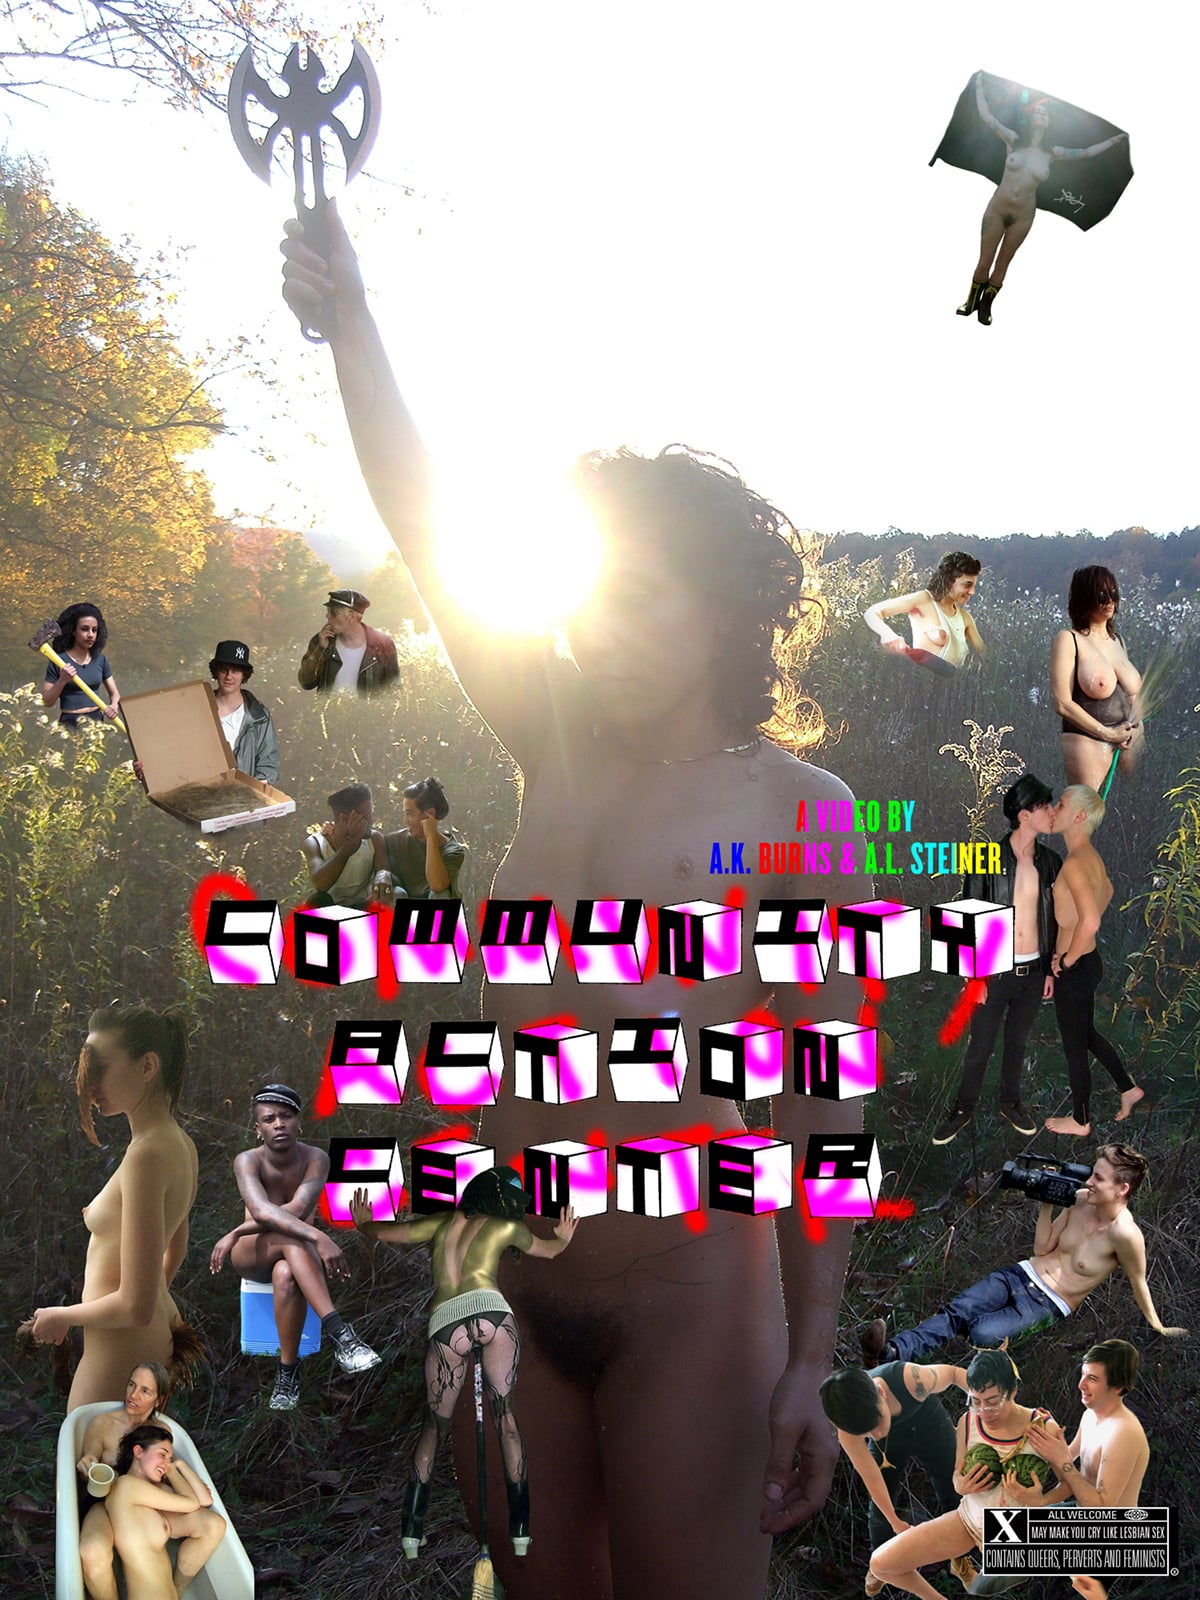 A VIDEO BY
A.K. BURNS & A.L. STEINER
COMMUNITY
ACTION
CENTER
X
ALL WELCOME
MAY MAKE YOU CRY LIKE LESBIAN SEX
CONTAINS QUEERS, PERVERTS AND FEMINISTS